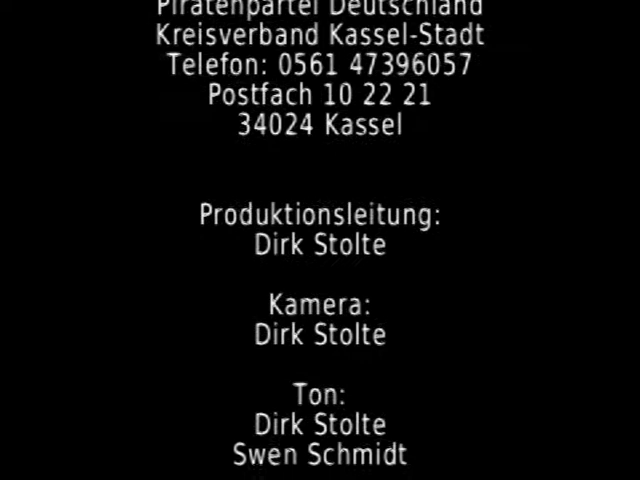 Piratenpartei Deutschland
Kreisverband Kassel-Stadt
Telefon: 0561 47396057
Postfach 10 22 21
34024 Kassel
Produktionsleitung:
Dirk Stolte
Kamera:
Dirk Stolte
Ton:
Dirk Stolte
Swen Schmidt